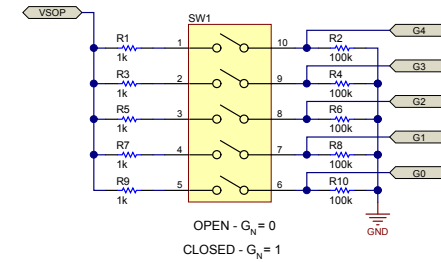 VSOP
SW1
G4
R1
1k
1
10
R2
100k
G3
R3
1k
2
9
R4
100k
G2
R5
1k
3
8
R6
100k
G1
R7
1k
4
7
R8
100k
G0
R9
1k
5
6
R10
100k
GND
OPEN - GN = 0
CLOSED - GN = 1